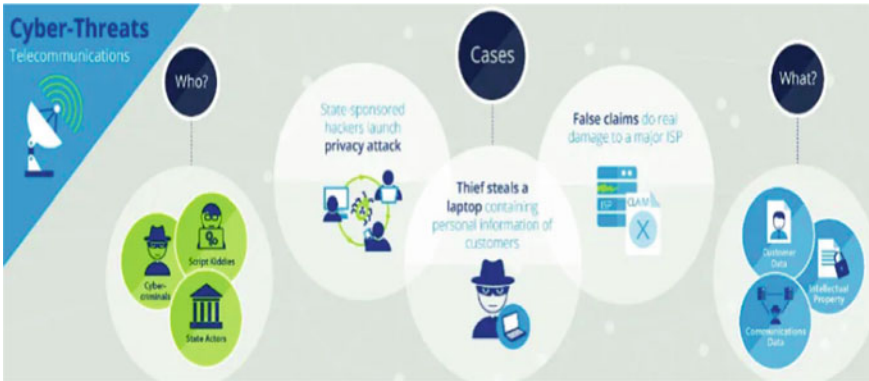 Cyber-Threats
Telecommunications
Who?
Cyber-
criminals
Script Kiddies
State Actors
Cases
State-sponsored
hackers launch
privacy attack
Thief steals a
laptop containing
personal information of
customers
False claims do real
damage to a major ISP
ISP
CLAIM
X
What?
Customer
Data
Intellectual
Property
Communications
Data